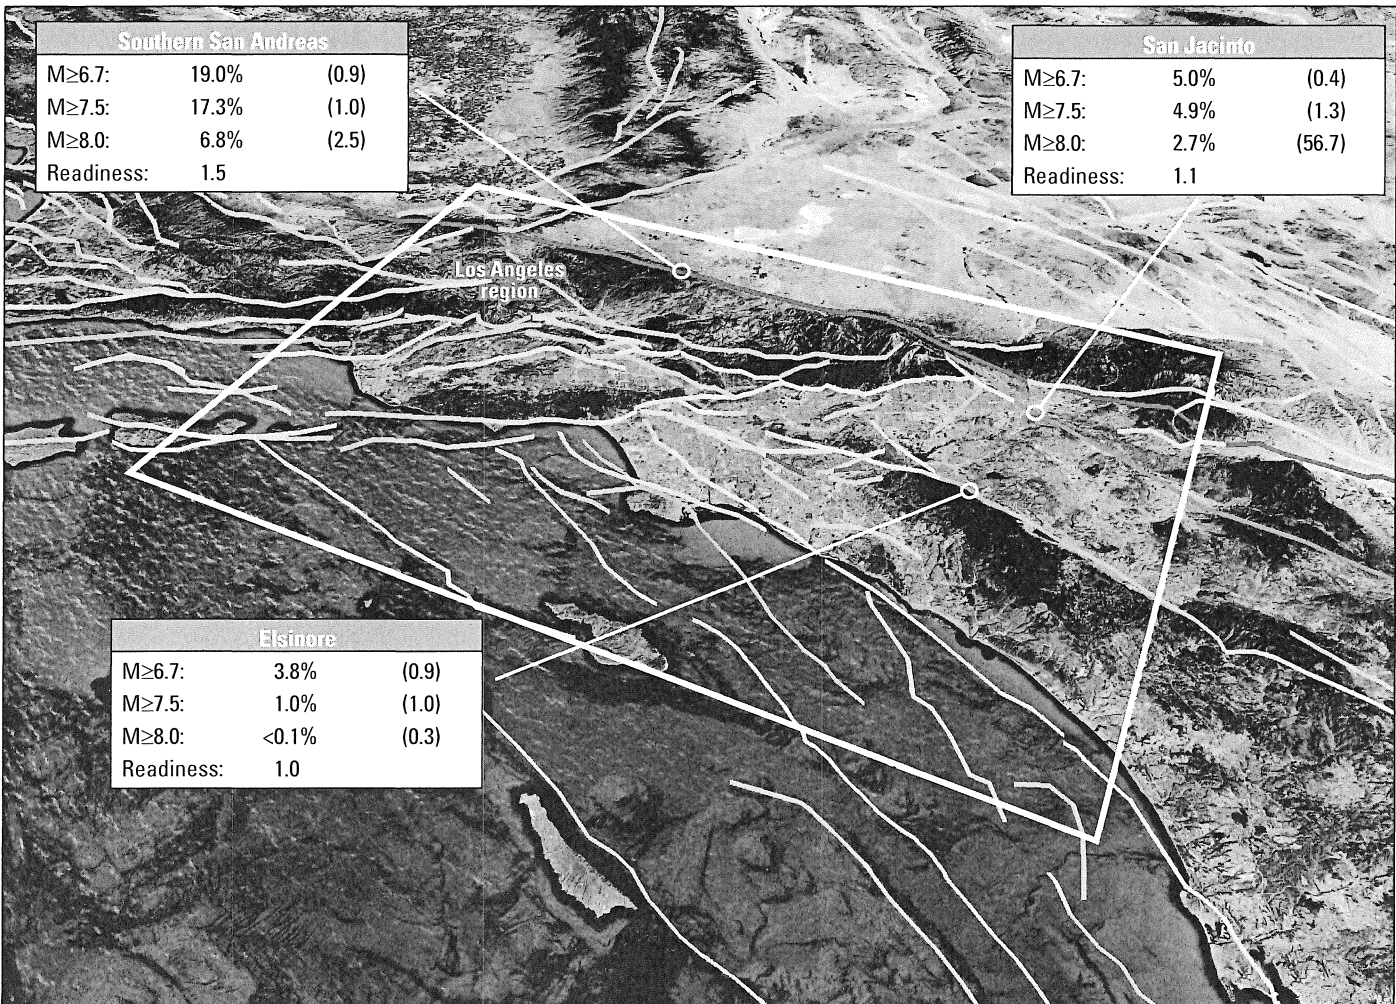 Southern San Andreas
M≥6.7: 19.0% (0.9)
M≥7.5: 17.3% (1.0)
M≥8.0: 6.8% (2.5)
Readiness: 1.5
San Jacinto
M≥6.7: 5.0% (0.4)
M≥7.5: 4.9% (1.3)
M≥8.0: 2.7% (56.7)
Readiness: 1.1
Los Angeles
region
Elsinore
M≥6.7: 3.8% (0.9)
M≥7.5: 1.0% (1.0)
M≥8.0: <0.1% (0.3)
Readiness: 1.0